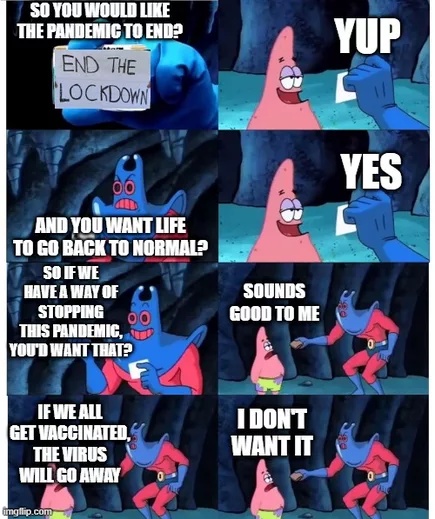 SO YOU WOULD LIKE
THE PANDEMIC TO END?
END THE
LOCKDOWN
YUP
AND YOU WANT LIFE
TO GO BACK TO NORMAL?
YES
SO IF WE
HAVE A WAY OF
STOPPING
THIS PANDEMIC,
YOU'D WANT THAT?
SOUNDS
GOOD TO ME
IF WE ALL
GET VACCINATED,
THE VIRUS
WILL GO AWAY
I DON'T
WANT IT
imgflip.com